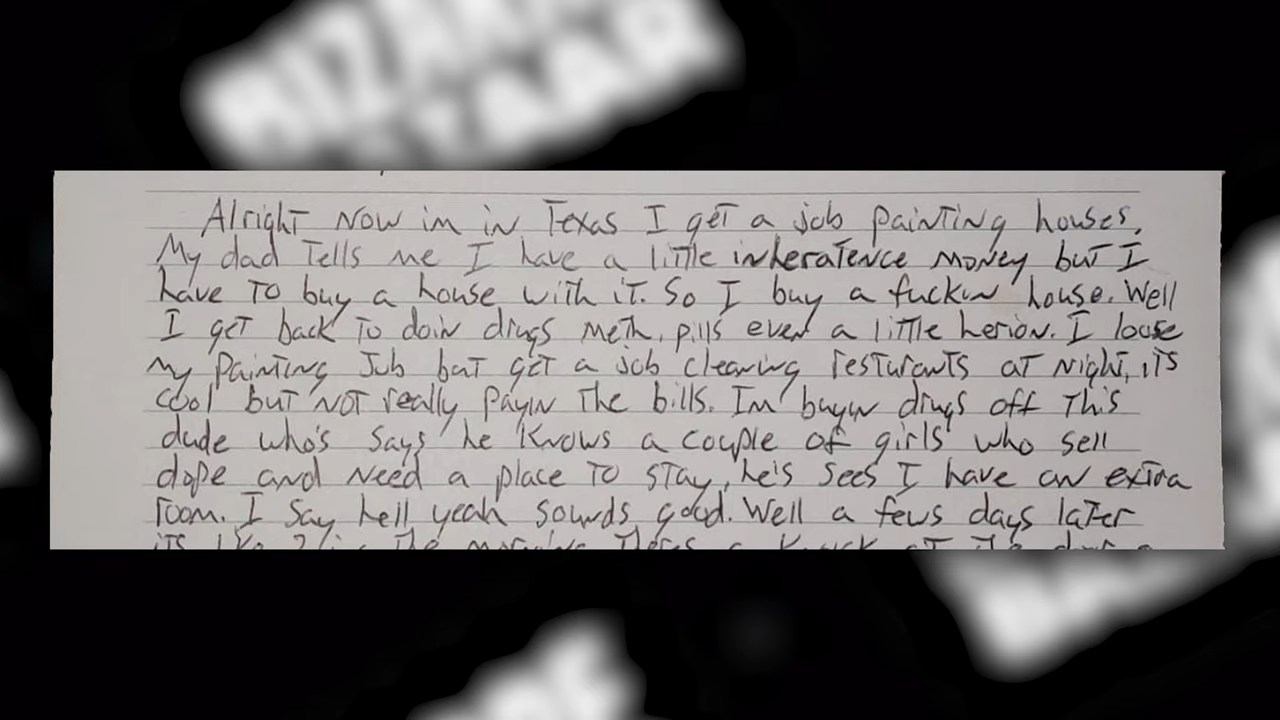 Alright Now im in Texas I get a job painting houses,
My dad Tells me I have a little inheratence money but I
have To buy a house with it. So I buy a fuckin house. Well
I get back To doin drugs meth, pills even a little herion. I loose
my painting Job but get a job cleaning resturants at night, its
cool but not really payin the bills. Im buyin drugs off this
dude who's says he knows a couple of girls who sell
dope and need a place to stay, he's sees I have an extra
room. I say hell yeah sounds good. Well a fews days later